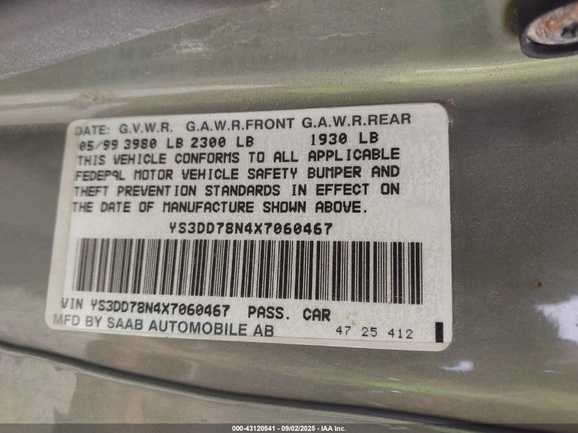 DATE: G.V.W.R. G.A.W.R.FRONT G.A.W.R.REAR
05/99 3980 LB 2300 LB 1930 LB
THIS VEHICLE CONFORMS TO ALL APPLICABLE
FEDERAL MOTOR VEHICLE SAFETY BUMPER AND
THEFT PREVENTION STANDARDS IN EFFECT ON
THE DATE OF MANUFACTURE SHOWN ABOVE.
YS3DD78N4X7060467
VIN YS3DD78N4X7060467 PASS. CAR
MFD BY SAAB AUTOMOBILE AB 47 25 412
000-43120541 - 09/02/2025 - IAA, Inc.